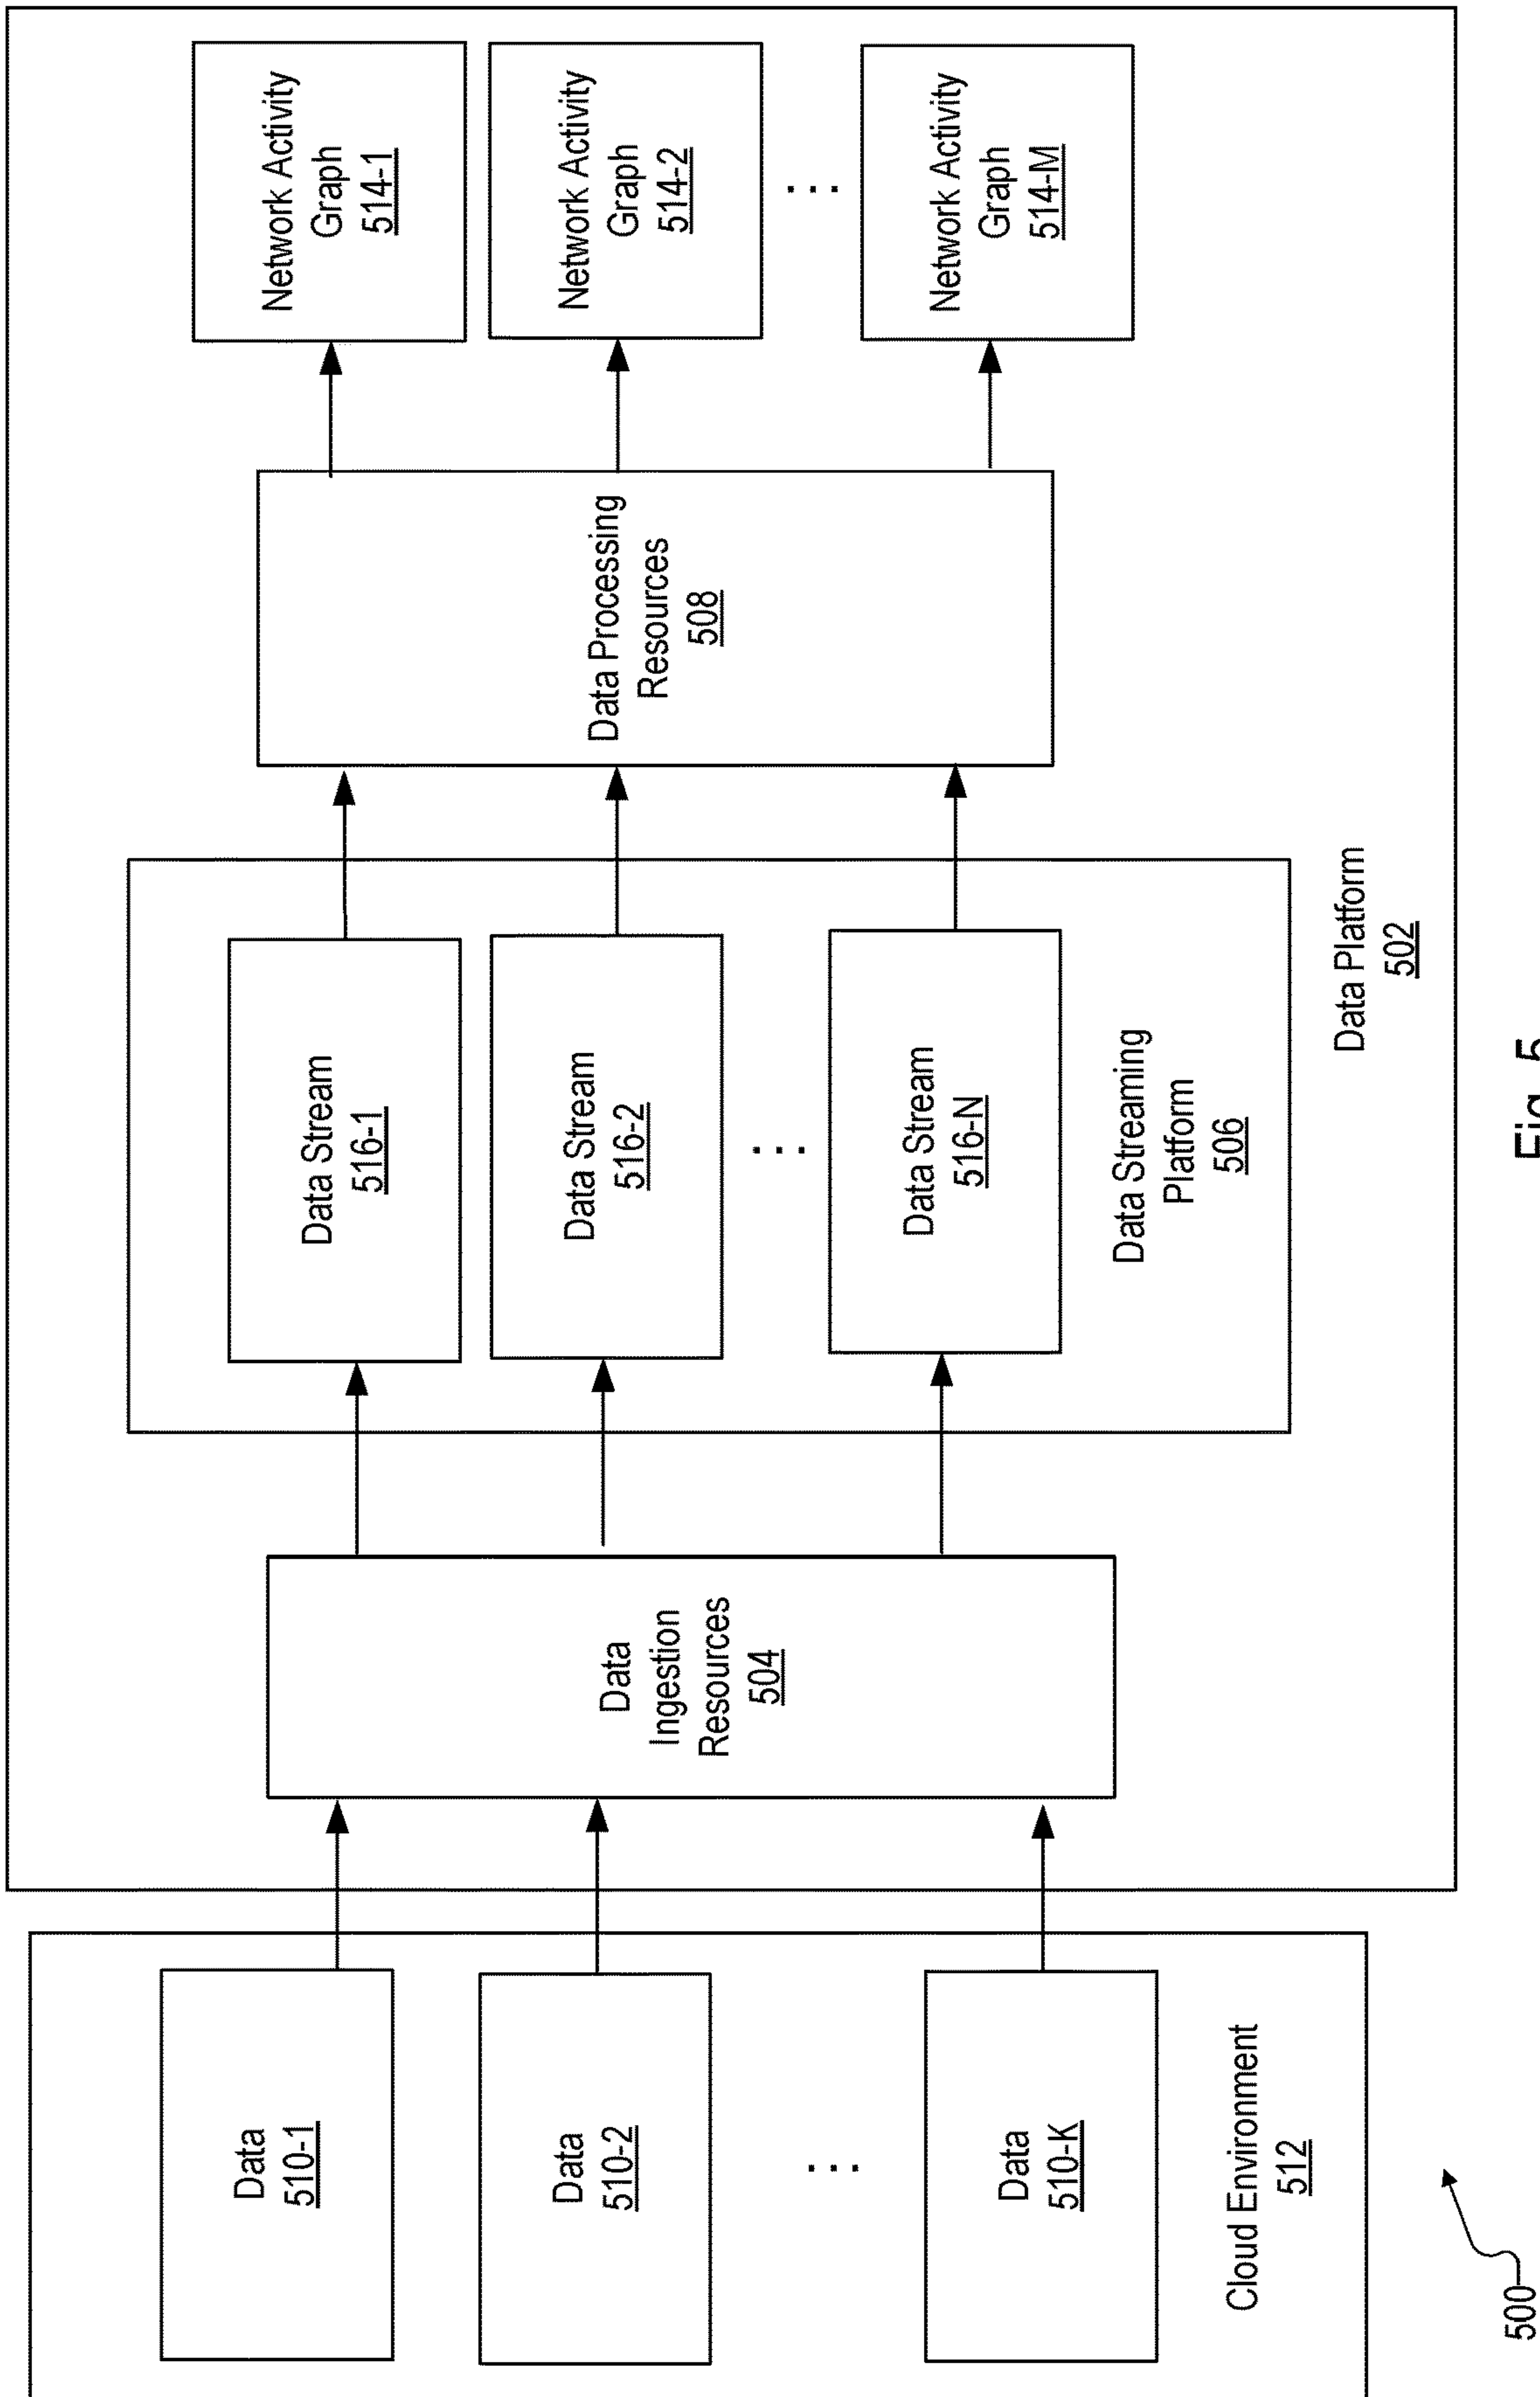 Data
510-1
Data
510-2
...
Data
510-K
Cloud Environment
512
Data
Ingestion
Resources
504
Data Stream
516-1
Data Stream
516-2
...
Data Stream
516-N
Data Streaming
Platform
506
Data Processing
Resources
508
Network Activity
Graph
514-1
Network Activity
Graph
514-2
...
Network Activity
Graph
514-M
Data Platform
502
500
Fig. 5